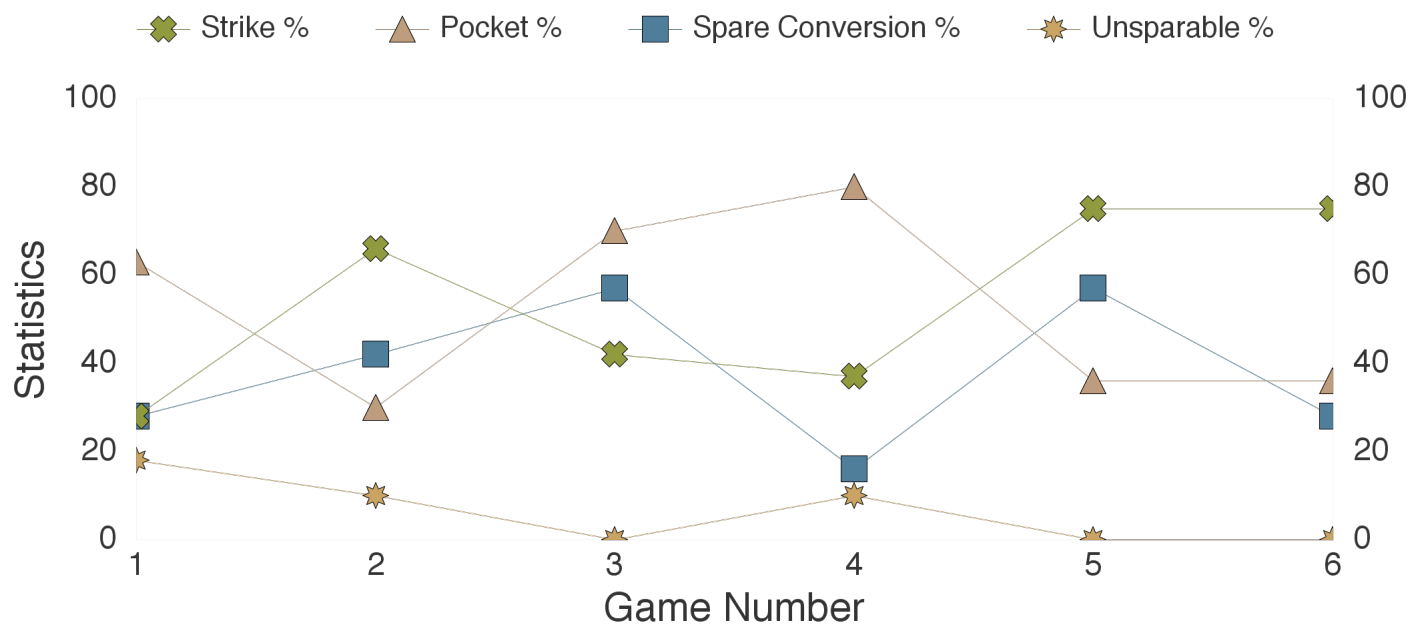 Strike % Pocket % Spare Conversion % Unsparable %
100 100
80 80
60 60
40 40
20 20
0 0
Statistics
1 2 3 4 5 6
Game Number